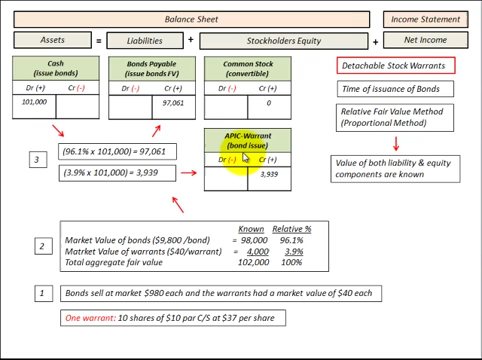 Balance Sheet
Income Statement
Assets = Liabilities + Stockholders Equity + Net Income
Cash
(issue bonds)
Dr (+) Cr (-)
101,000
Bonds Payable
(issue bonds FV)
Dr (-) Cr (+)
97,061
Common Stock
(convertible)
Dr (-) Cr (+)
0
Detachable Stock Warrants
Time of issuance of Bonds
Relative Fair Value Method
(Proportional Method)
Value of both liability & equity
components are known
APIC-Warrant
(bond issue)
Dr (-) Cr (+)
3,939
3
(96.1% x 101,000) = 97,061
(3.9% x 101,000) = 3,939
2
Known Relative %
Market Value of bonds ($9,800 /bond) = 98,000 96.1%
Matrket Value of warrants ($40/warrant) = 4,000 3.9%
Total aggregate fair value 102,000 100%
1
Bonds sell at market $980 each and the warrants had a market value of $40 each
One warrant: 10 shares of $10 par C/S at $37 per share